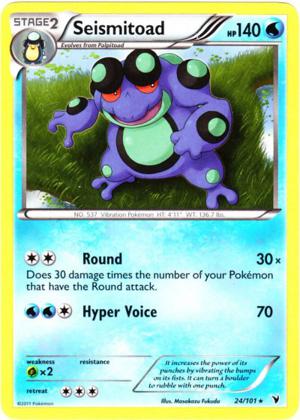 STAGE2
Seismitoad
HP140
Evolves from Palpitoad
NO. 537 Vibration Pokémon HT: 4'11" WT: 136.7 lbs.
Round 30×
Does 30 damage times the number of your Pokémon
that have the Round attack.
Hyper Voice 70
weakness
×2
resistance
retreat
It increases the power of its
punches by vibrating the bumps
on its fists. It can turn a boulder
to rubble with one punch.
©2011 Pokémon
Illus. Masakazu Fukuda
24/101 ★